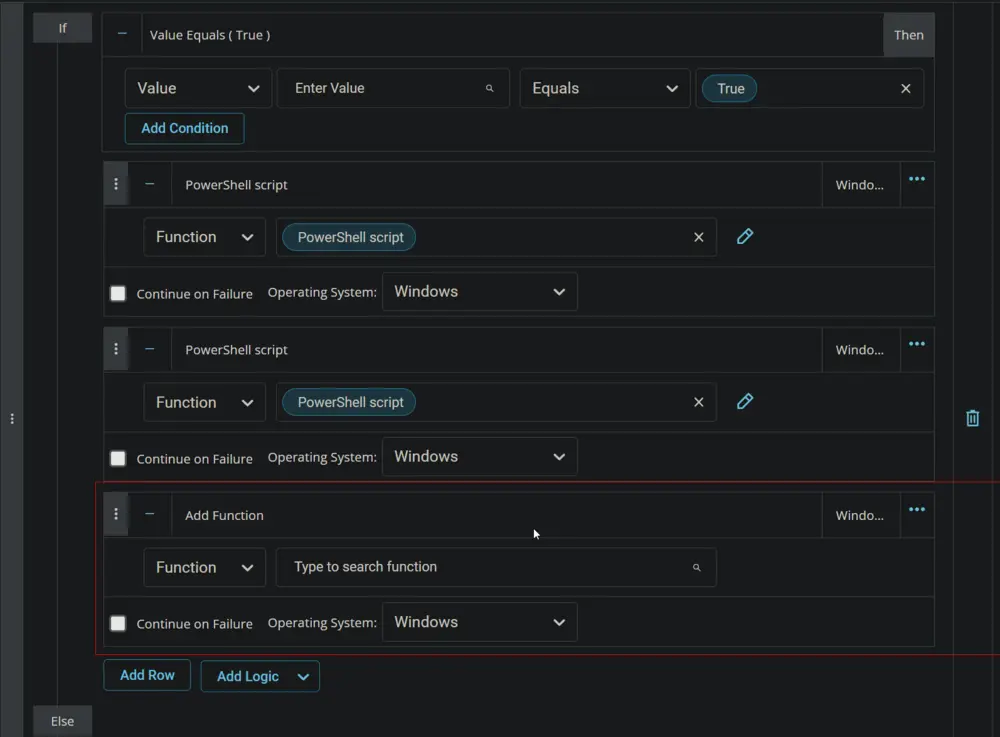 If
Value Equals ( True )
Then
Value Enter Value Equals True
Add Condition
PowerShell script Windo...
Function PowerShell script
Continue on Failure Operating System: Windows
PowerShell script Windo...
Function PowerShell script
Continue on Failure Operating System: Windows
Add Function Windo...
Function Type to search function
Continue on Failure Operating System: Windows
Add Row Add Logic
Else